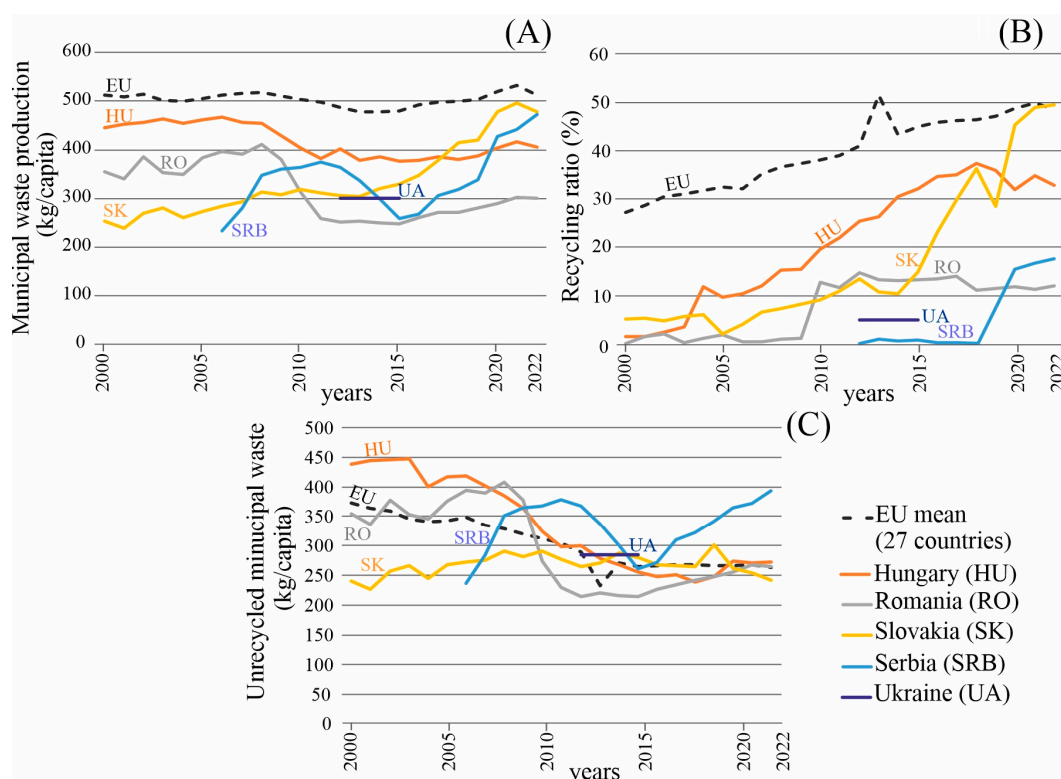 (A)
Municipal waste production
(kg/capita)
600
500
400
300
200
100
0
EU
HU
RO
SK
SRB
UA
2000
2005
2010
2015
2020
2022
years
(B)
Recycling ratio (%)
60
50
40
30
20
10
0
EU
HU
SK
RO
UA
SRB
2000
2005
2010
2015
2020
2022
years
(C)
Unrecycled minucipal waste
(kg/capita)
500
450
400
350
300
250
200
150
100
50
0
HU
EU
RO
SRB
SK
UA
2000
2005
2010
2015
2020
2022
years
EU mean
(27 countries)
Hungary (HU)
Romania (RO)
Slovakia (SK)
Serbia (SRB)
Ukraine (UA)